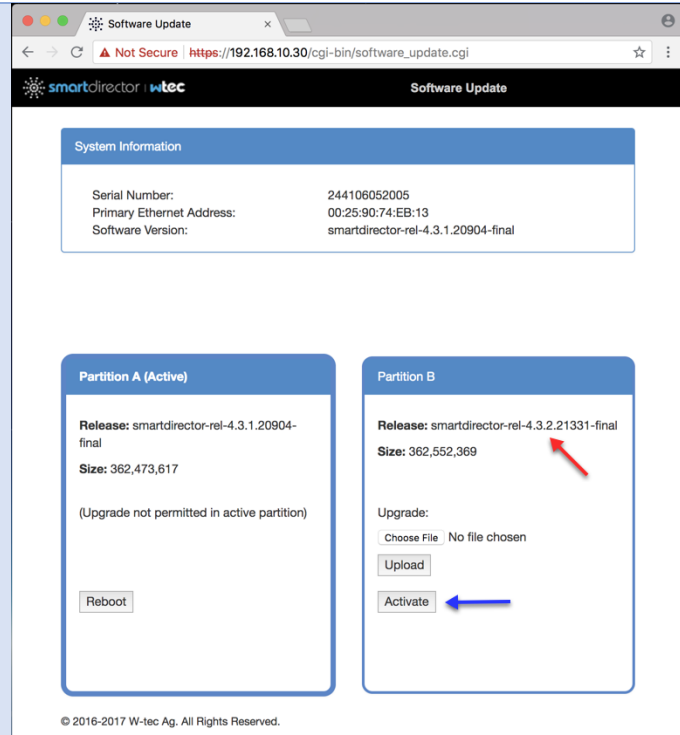 Software Update
Not Secure https://192.168.10.30/cgi-bin/software_update.cgi
smartdirector wtec
Software Update
System Information
Serial Number: 244106052005
Primary Ethernet Address: 00:25:90:74:EB:13
Software Version: smartdirector-rel-4.3.1.20904-final
Partition A (Active)
Release: smartdirector-rel-4.3.1.20904-
final
Size: 362,473,617
(Upgrade not permitted in active partition)
Reboot
Partition B
Release: smartdirector-rel-4.3.2.21331-final
Size: 362,552,369
Upgrade:
Choose File No file chosen
Upload
Activate
© 2016-2017 W-tec Ag. All Rights Reserved.